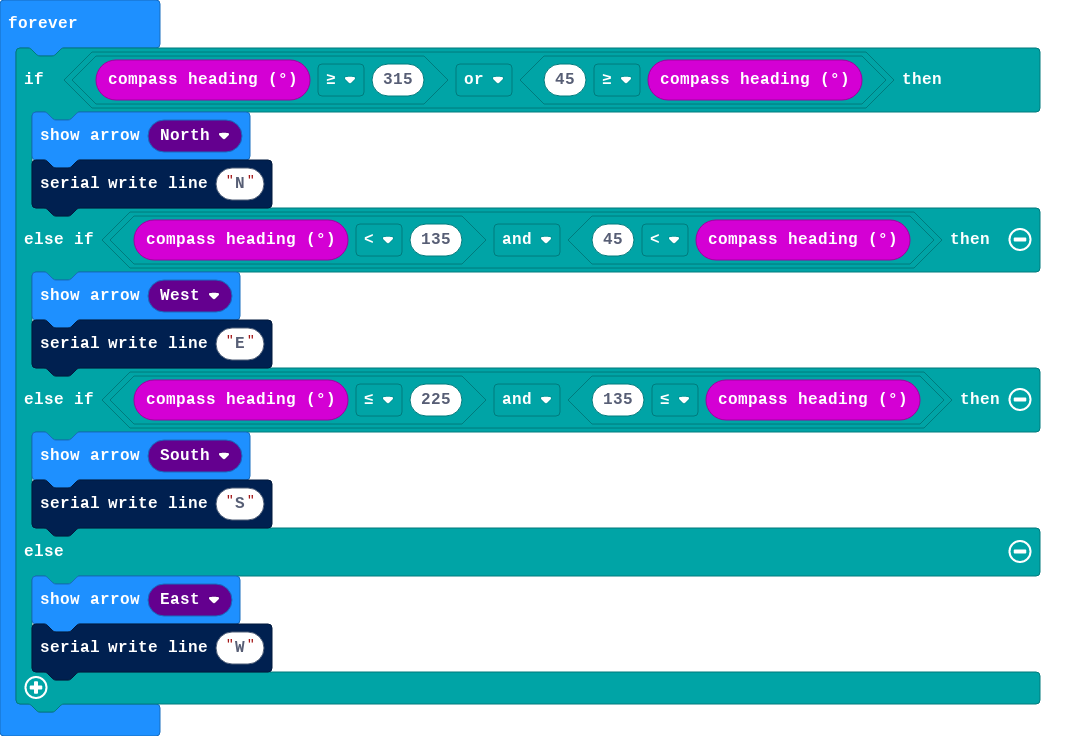 forever
if compass heading (°) ≥ 315 or 45 ≥ compass heading (°) then
show arrow North
serial write line "N"
else if compass heading (°) < 135 and 45 < compass heading (°) then
show arrow West
serial write line "E"
else if compass heading (°) ≤ 225 and 135 ≤ compass heading (°) then
show arrow South
serial write line "S"
else
show arrow East
serial write line "W"